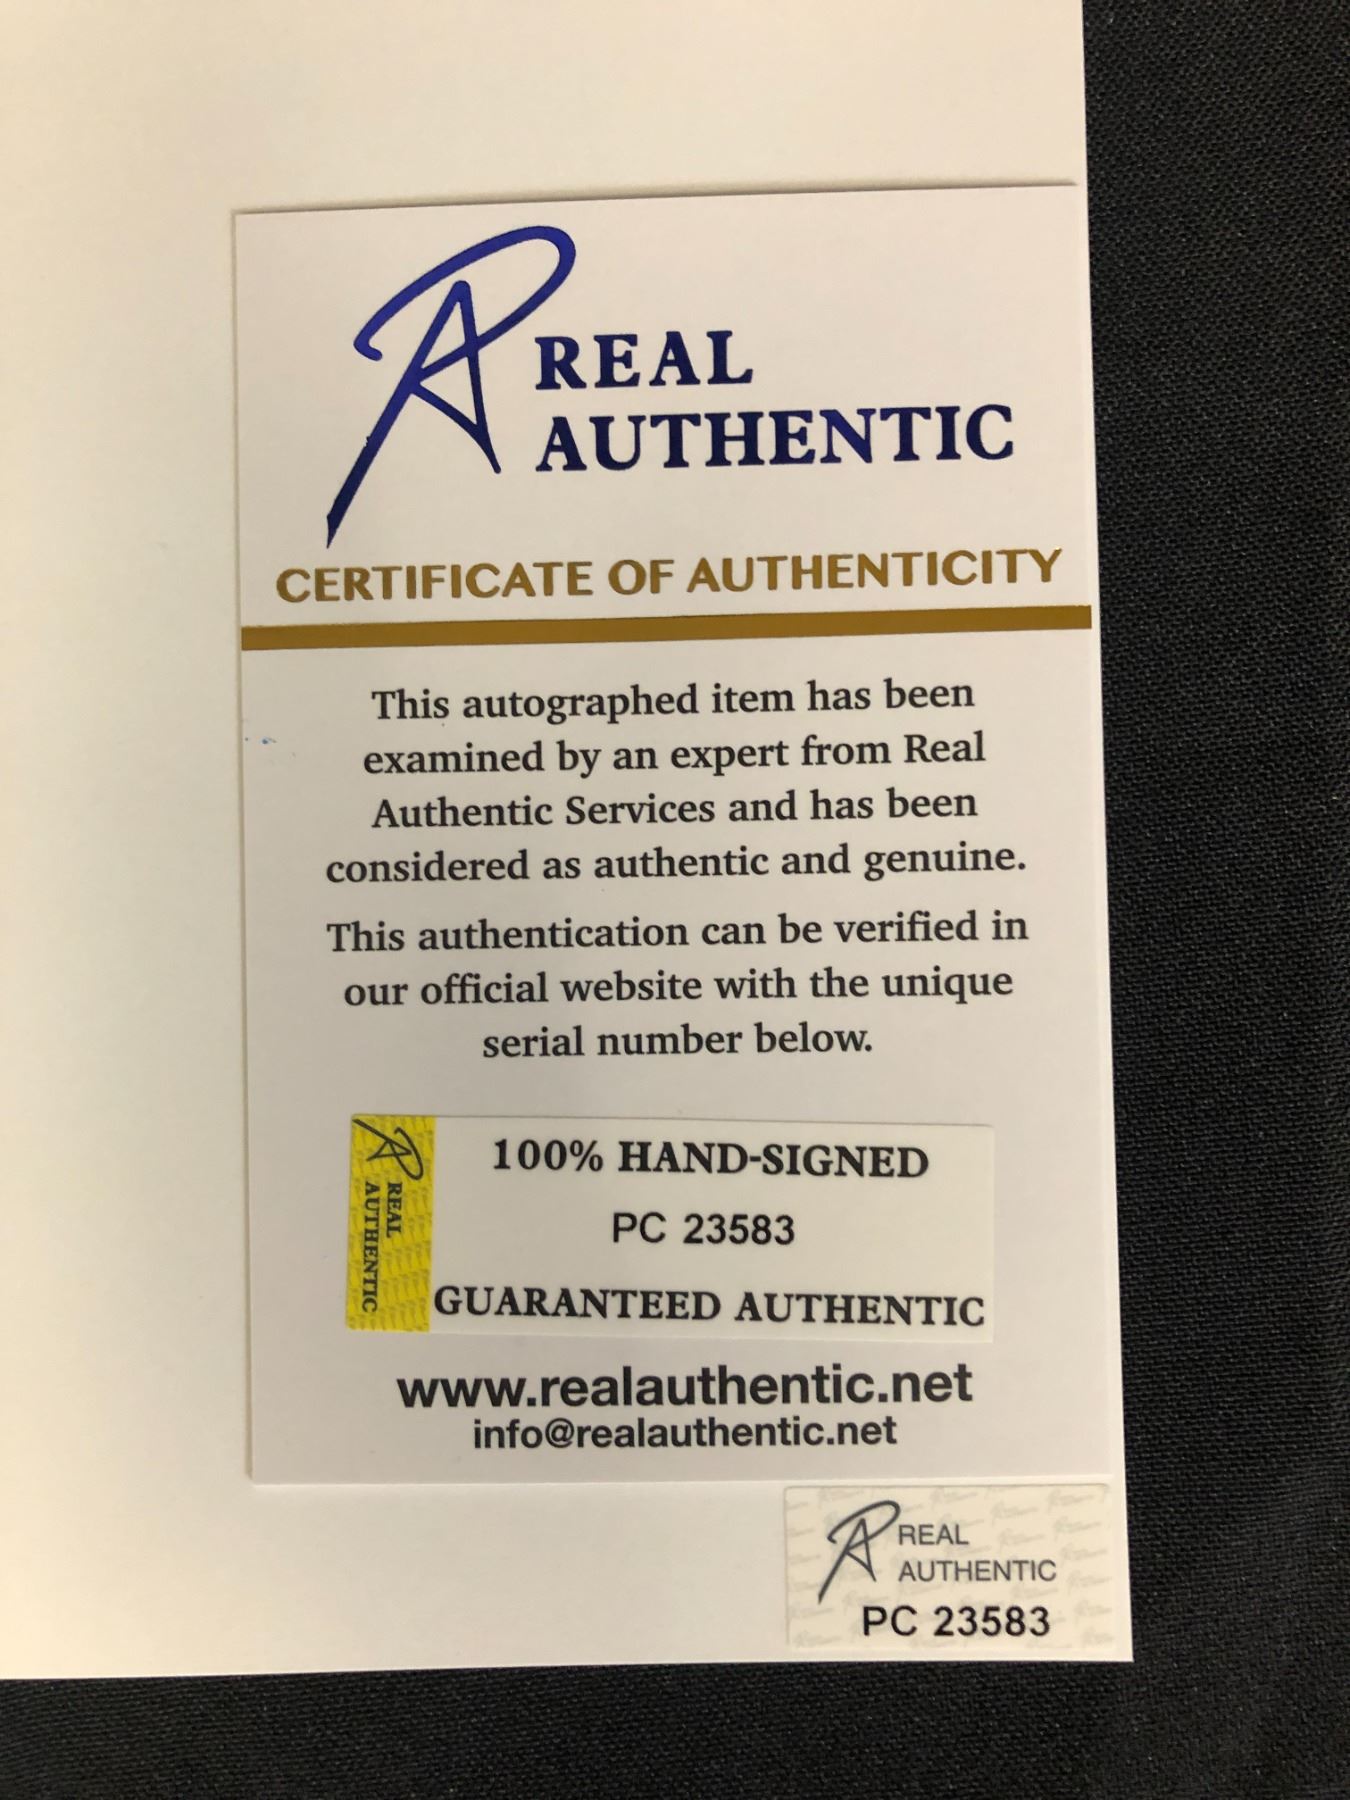 REAL
AUTHENTIC
CERTIFICATE OF AUTHENTICITY
This autographed item has been
examined by an expert from Real
Authentic Services and has been
considered as authentic and genuine.
This authentication can be verified in
our official website with the unique
serial number below.
REAL
AUTHENTIC
100% HAND-SIGNED
PC 23583
GUARANTEED AUTHENTIC
www.realauthentic.net
info@realauthentic.net
REAL
AUTHENTIC
PC 23583